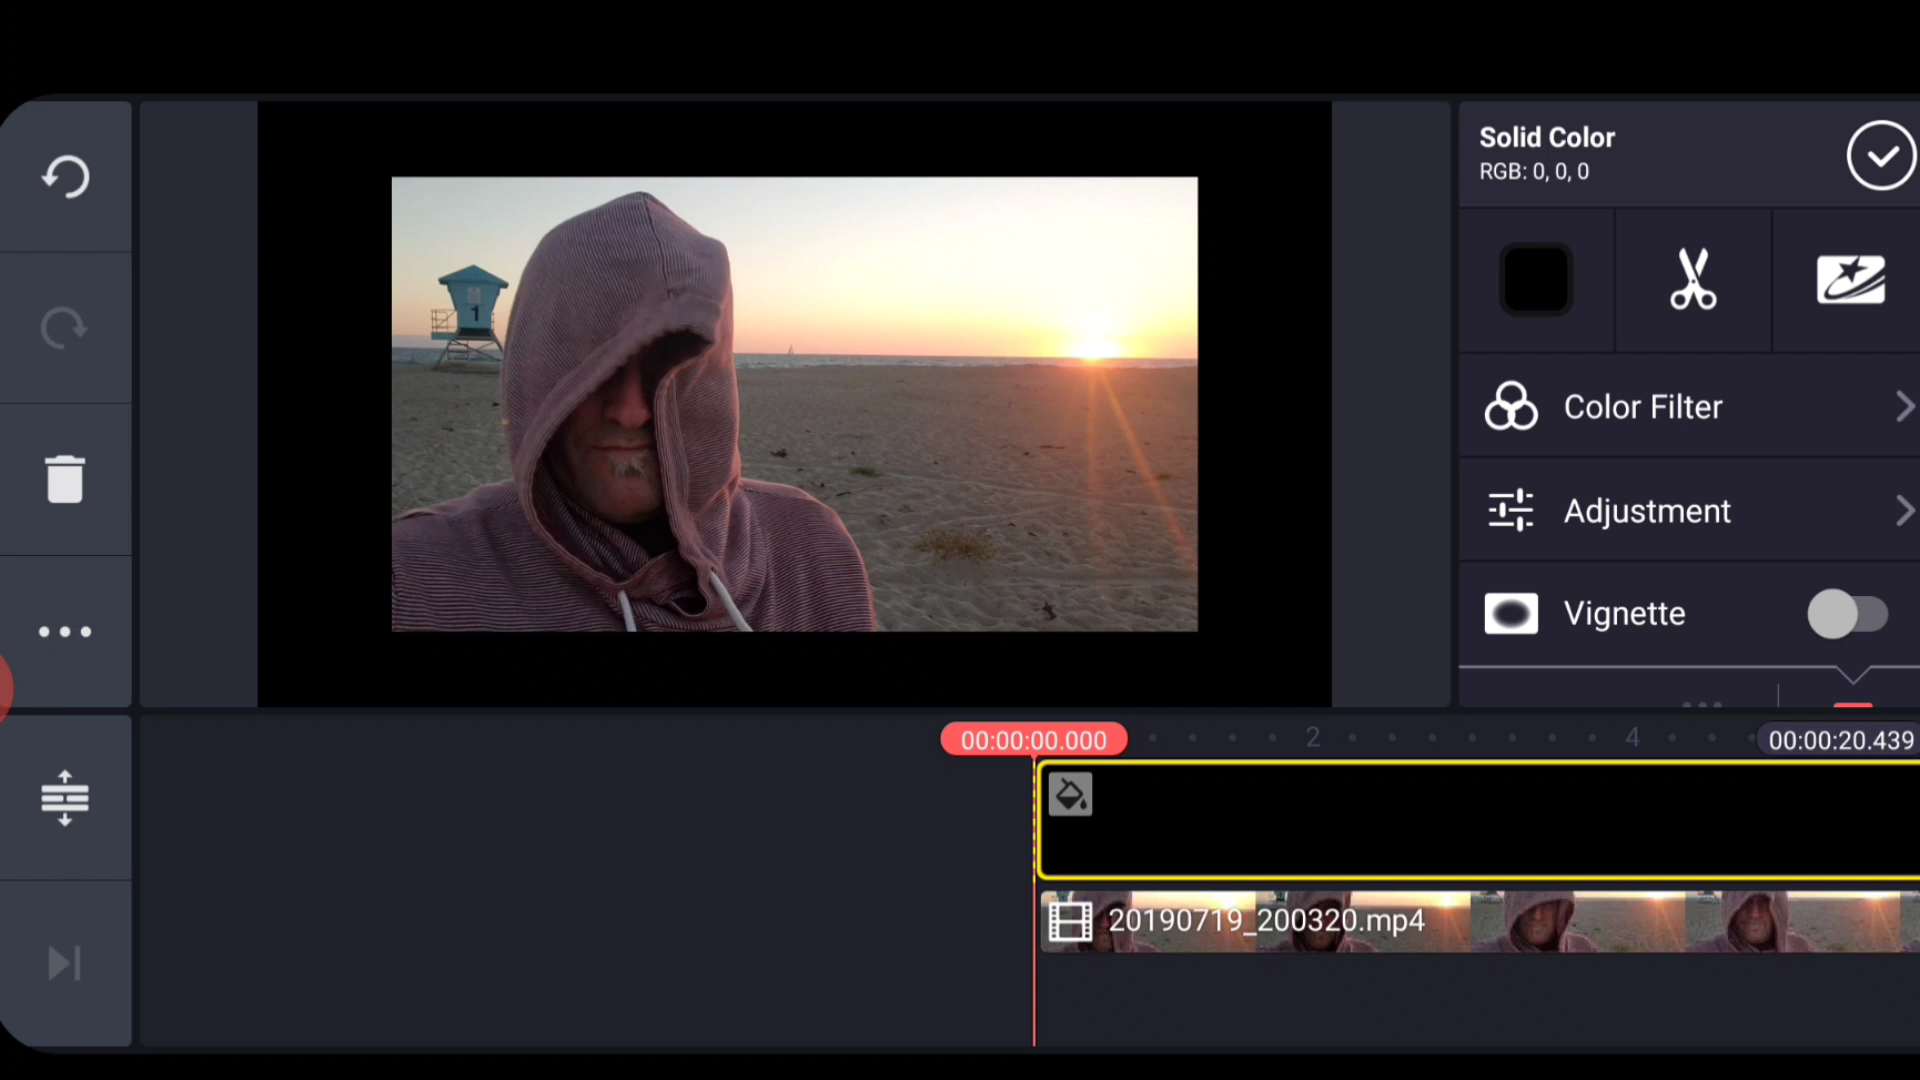 Solid Color
RGB: 0, 0, 0
1
Color Filter
Adjustment
Vignette
00:00:00.000
2
4
00:00:20.439
20190719_200320.mp4